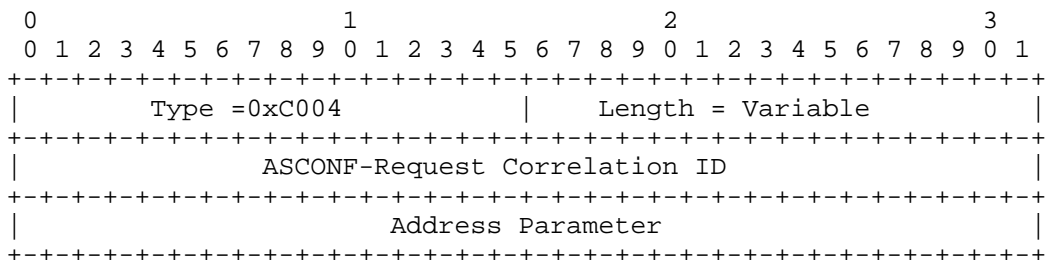 0                   1                   2                   3
 0 1 2 3 4 5 6 7 8 9 0 1 2 3 4 5 6 7 8 9 0 1 2 3 4 5 6 7 8 9 0 1
+-+-+-+-+-+-+-+-+-+-+-+-+-+-+-+-+-+-+-+-+-+-+-+-+-+-+-+-+-+-+-+-+
|        Type =0xC004            |    Length = Variable          |
+-+-+-+-+-+-+-+-+-+-+-+-+-+-+-+-+-+-+-+-+-+-+-+-+-+-+-+-+-+-+-+-+
|               ASCONF-Request Correlation ID                   |
+-+-+-+-+-+-+-+-+-+-+-+-+-+-+-+-+-+-+-+-+-+-+-+-+-+-+-+-+-+-+-+-+
|                       Address Parameter                       |
+-+-+-+-+-+-+-+-+-+-+-+-+-+-+-+-+-+-+-+-+-+-+-+-+-+-+-+-+-+-+-+-+